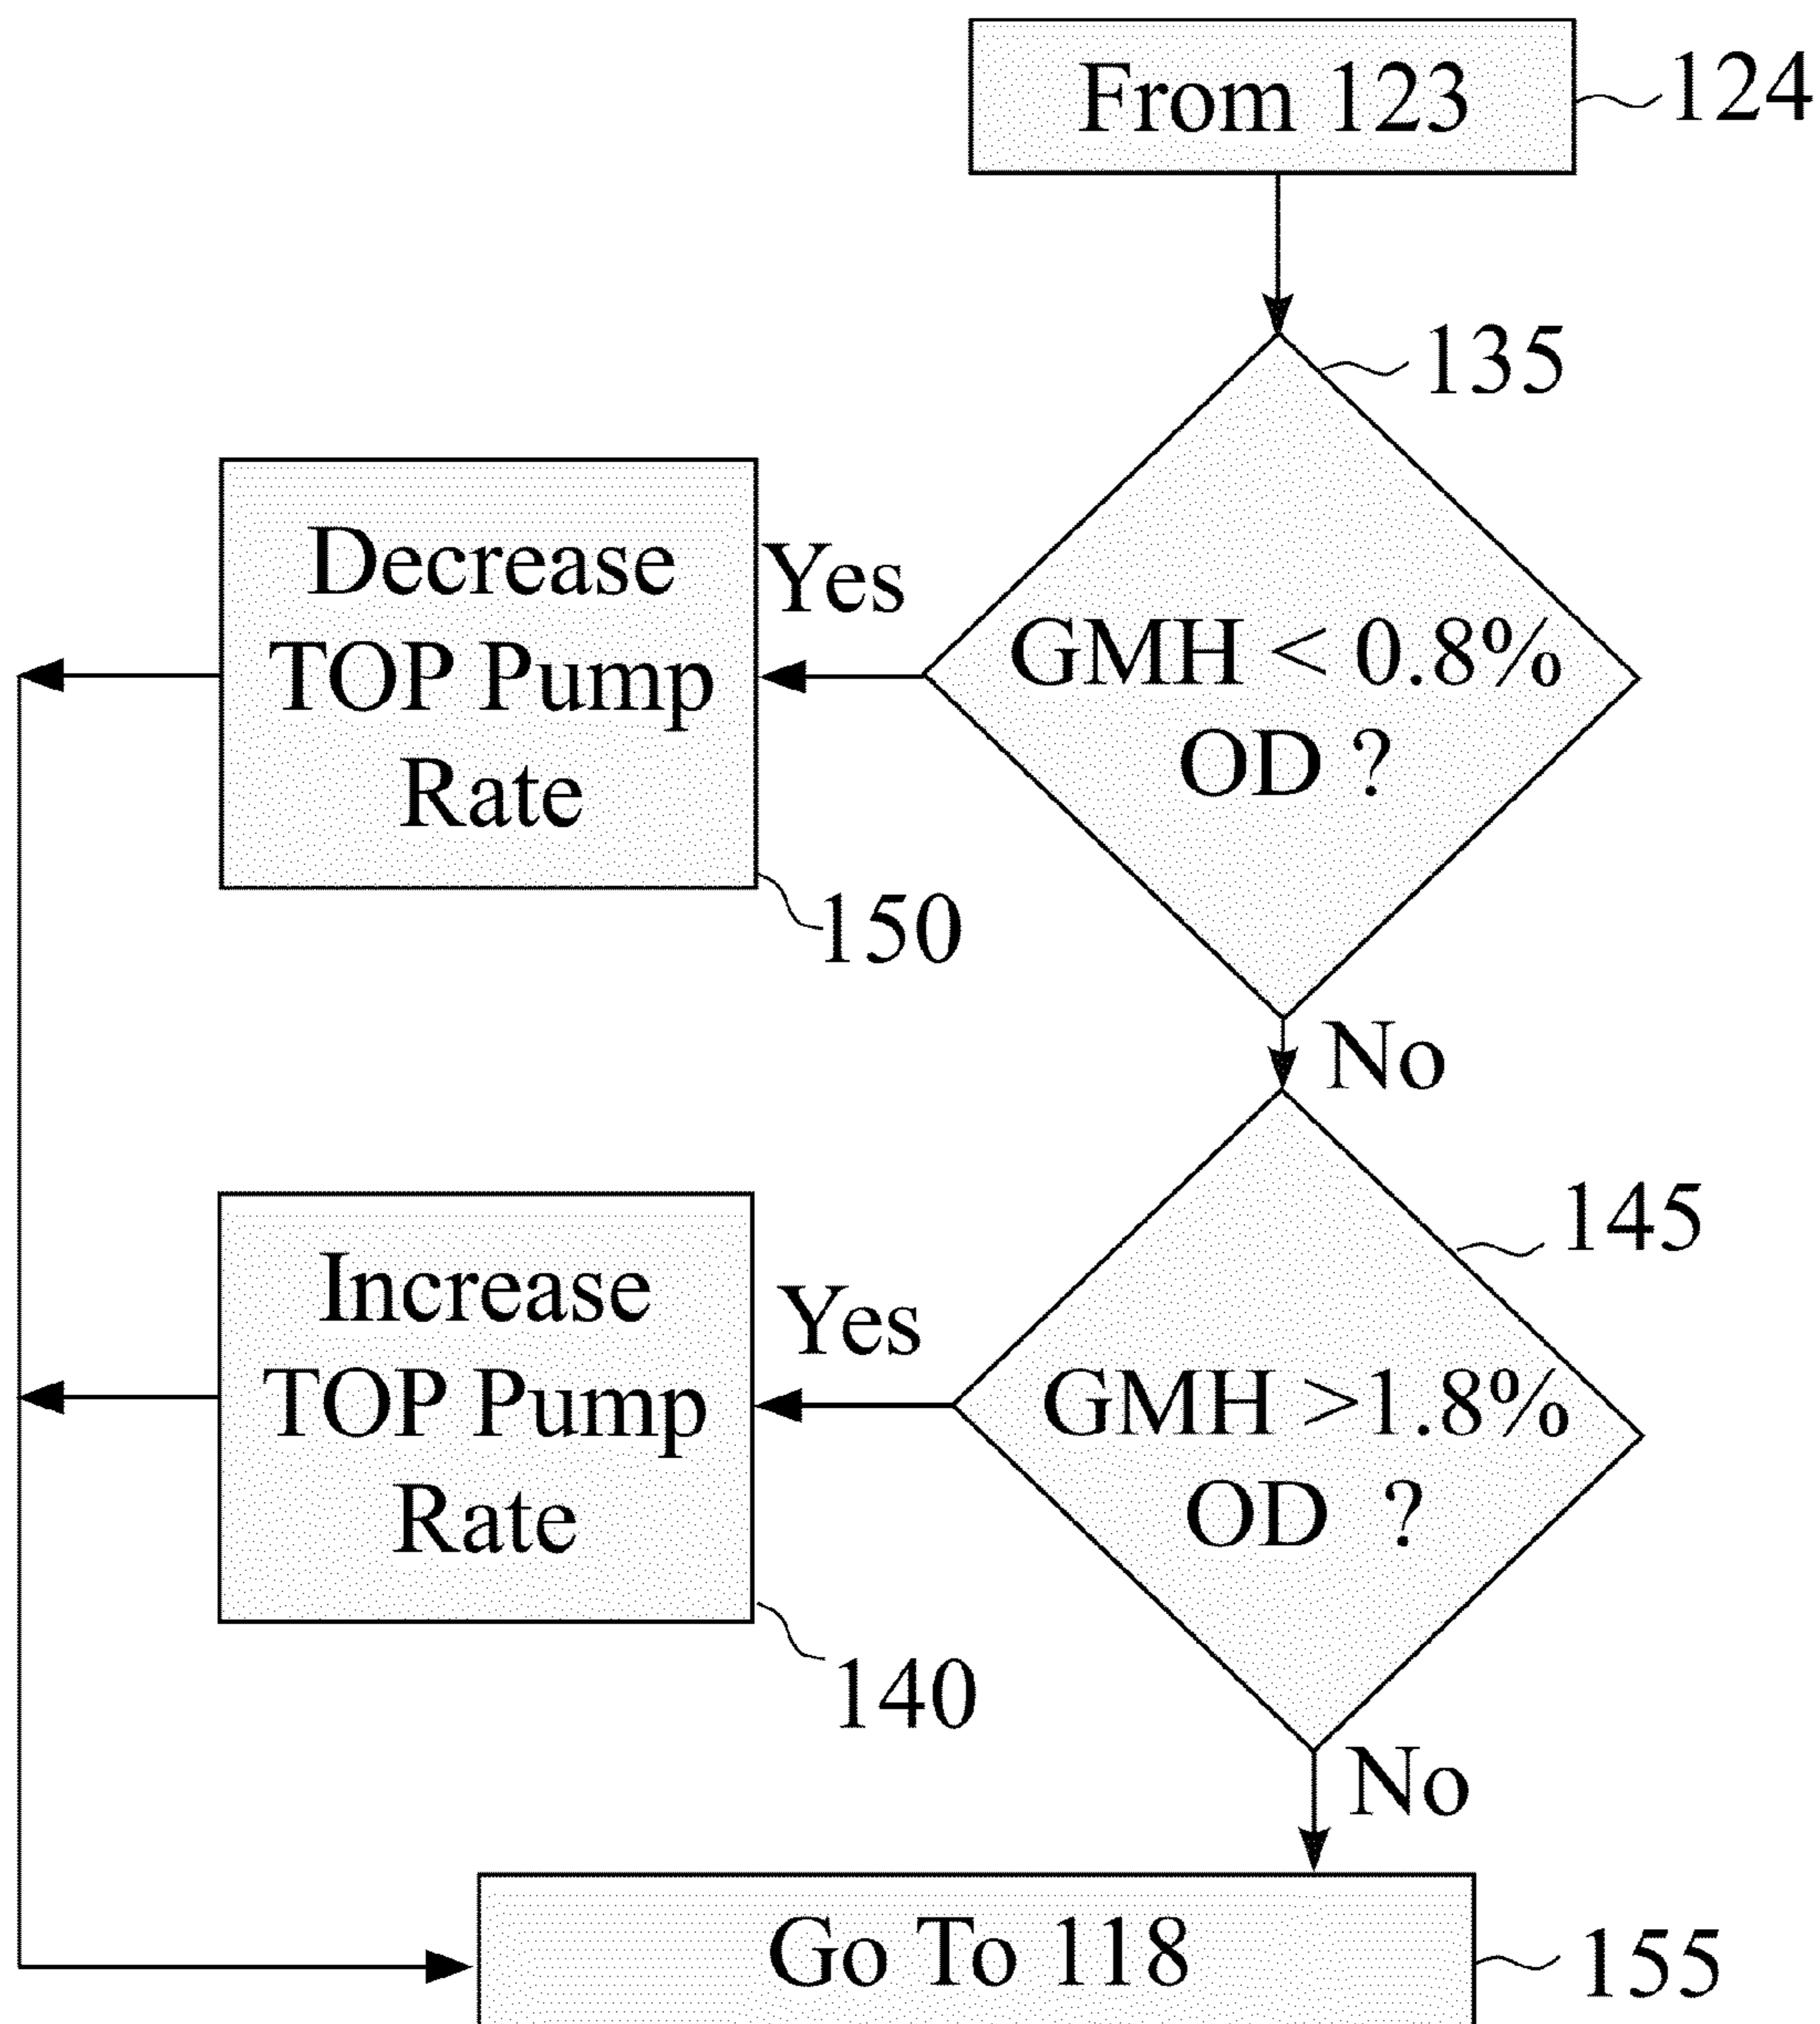 From 123
124
135
Decrease
TOP Pump
Rate
Yes
GMH < 0.8%
OD ?
150
No
145
Increase
TOP Pump
Rate
Yes
GMH >1.8%
OD ?
140
No
Go To 118
155